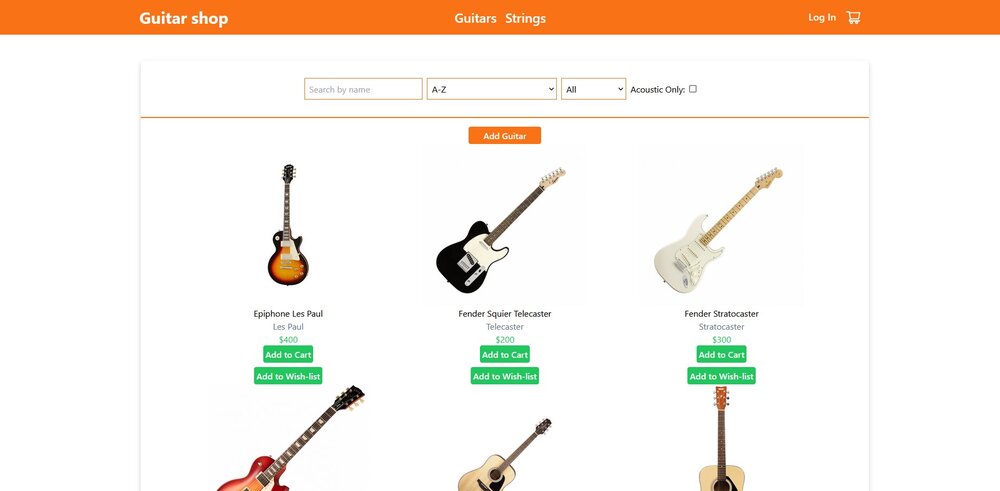 Guitar shop
Guitars Strings
Log In
Search by name
A-Z
All
Acoustic Only:
Add Guitar
Epiphone Les Paul
Les Paul
$400
Add to Cart
Add to Wish-list
Fender Squier Telecaster
Telecaster
$200
Add to Cart
Add to Wish-list
Fender Stratocaster
Stratocaster
$300
Add to Cart
Add to Wish-list